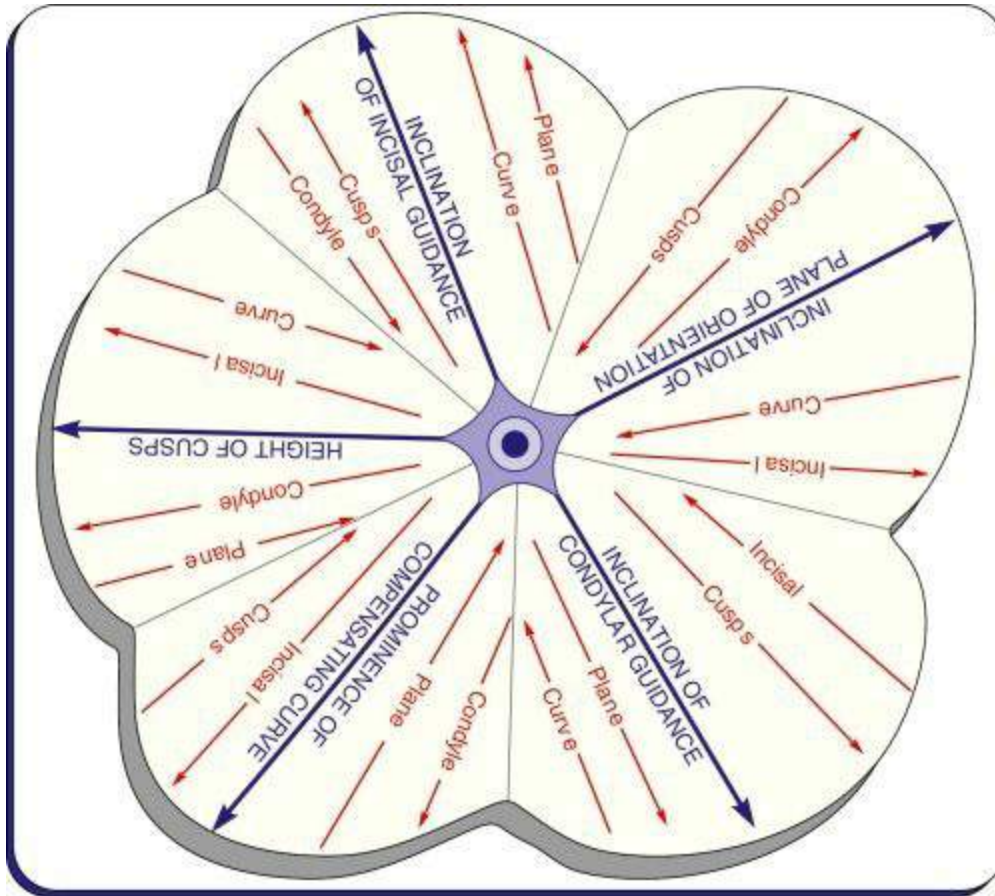 INCLINATION
OF INCISAL GUIDANCE
Condyle
Cusps
Curve
Plane
INCLINATION OF
PLANE OF ORIENTATION
Cusps
Condyle
Curve
Incisal
INCLINATION OF
CONDYLAR GUIDANCE
Incisal
Cusps
Plane
Curve
PROMINENCE OF
COMPENSATING CURVE
Condyle
Plane
Incisal
Cusps
HEIGHT OF CUSPS
Plane
Condyle
Incisal
Curve